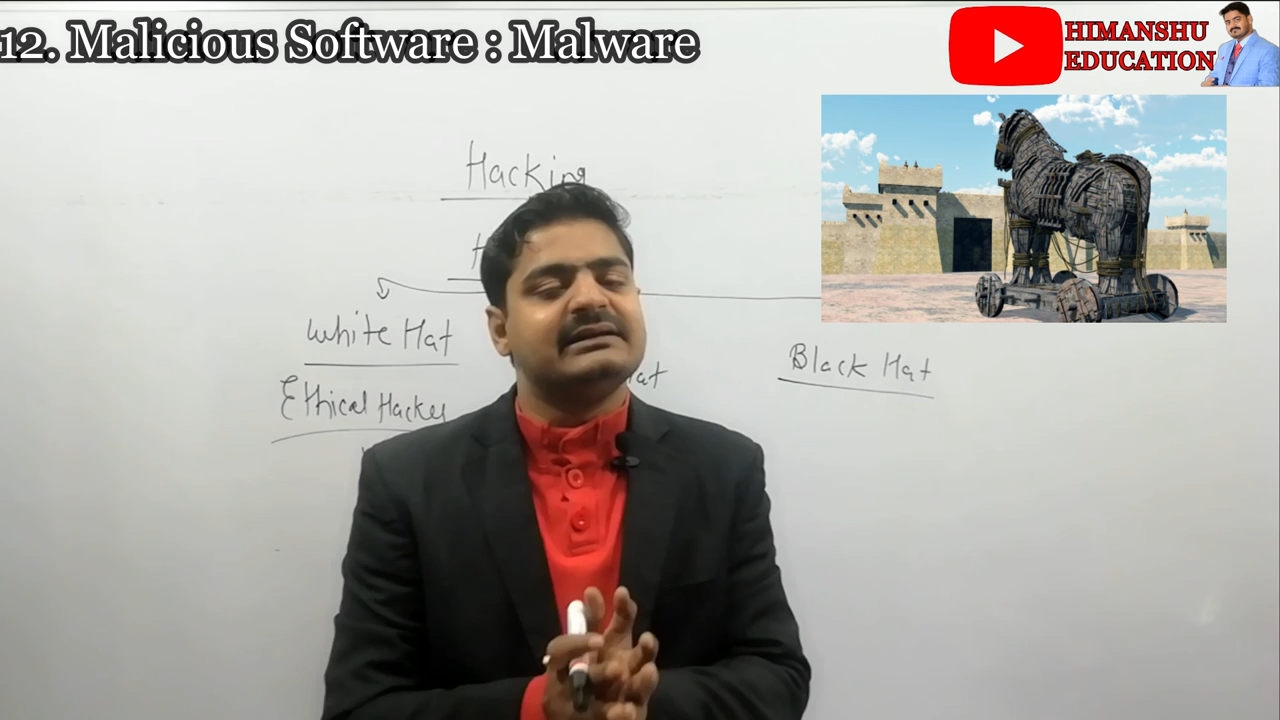 12. Malicious Software : Malware
HIMANSHU
EDUCATION
Hacking
White Hat
Ethical Hacker
Black Hat